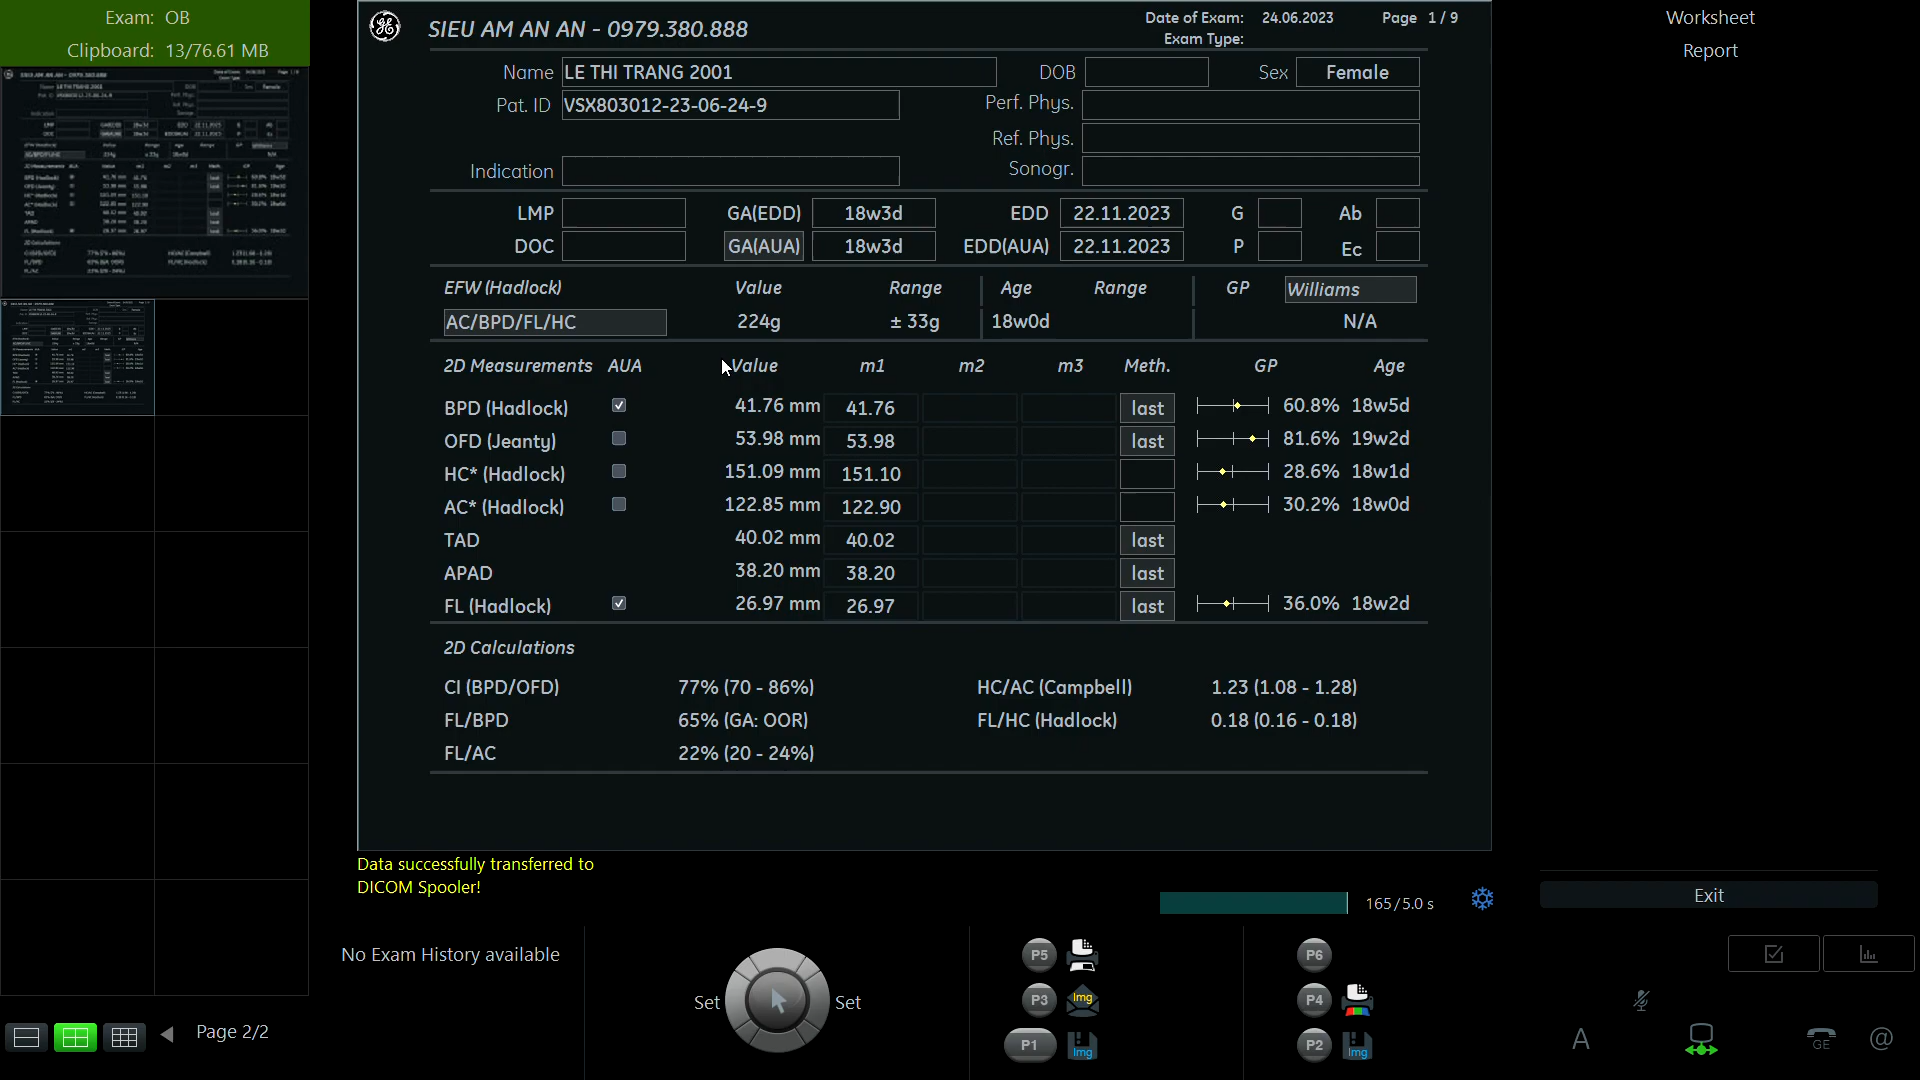 Exam: OB
Clipboard: 13/76.61 MB
SIEU AM AN AN - 0979.380.888
Date of Exam: 24.06.2023 Page 1 / 9
Exam Type:
Name LE THI TRANG 2001 DOB Sex Female
Pat. ID VSX803012-23-06-24-9 Perf. Phys.
Ref. Phys.
Indication Sonogr.
LMP GA(EDD) 18w3d EDD 22.11.2023 G Ab
DOC GA(AUA) 18w3d EDD(AUA) 22.11.2023 P Ec
EFW (Hadlock) Value Range Age Range GP Williams
AC/BPD/FL/HC 224g ± 33g 18w0d N/A
2D Measurements AUA Value m1 m2 m3 Meth. GP Age
BPD (Hadlock) 41.76 mm 41.76 last 60.8% 18w5d
OFD (Jeanty) 53.98 mm 53.98 last 81.6% 19w2d
HC* (Hadlock) 151.09 mm 151.10 28.6% 18w1d
AC* (Hadlock) 122.85 mm 122.90 30.2% 18w0d
TAD 40.02 mm 40.02 last
APAD 38.20 mm 38.20 last
FL (Hadlock) 26.97 mm 26.97 last 36.0% 18w2d
2D Calculations
CI (BPD/OFD) 77% (70 - 86%) HC/AC (Campbell) 1.23 (1.08 - 1.28)
FL/BPD 65% (GA: OOR) FL/HC (Hadlock) 0.18 (0.16 - 0.18)
FL/AC 22% (20 - 24%)
Data successfully transferred to
DICOM Spooler!
165/5.0 s
Worksheet
Report
Exit
No Exam History available
Set Set
P5 P6
P3 Img P4
P1 Img P2 Img
A GE @
Page 2/2